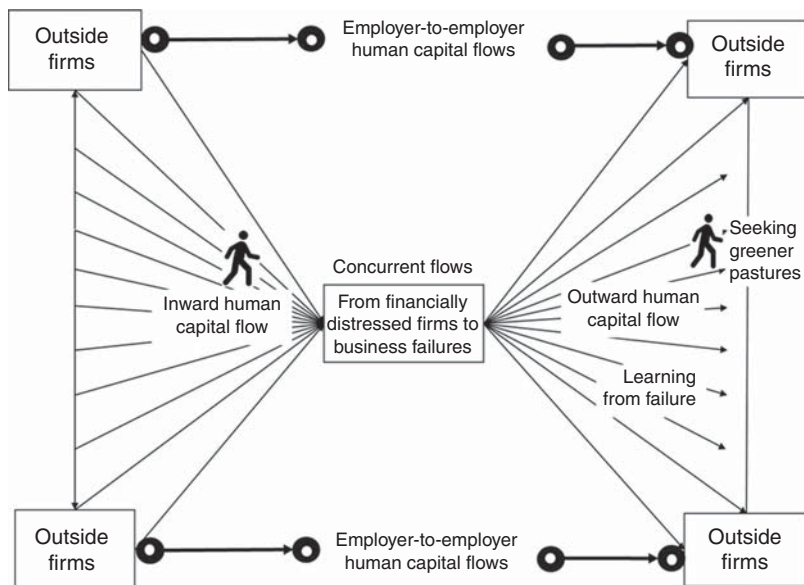 Outside
firms
Employer-to-employer
human capital flows
Outside
firms
Seeking
greener
pastures
Concurrent flows
Inward human
capital flow
From financially
distressed firms to
business failures
Outward human
capital flow
Learning
from failure
Outside
firms
Employer-to-employer
human capital flows
Outside
firms